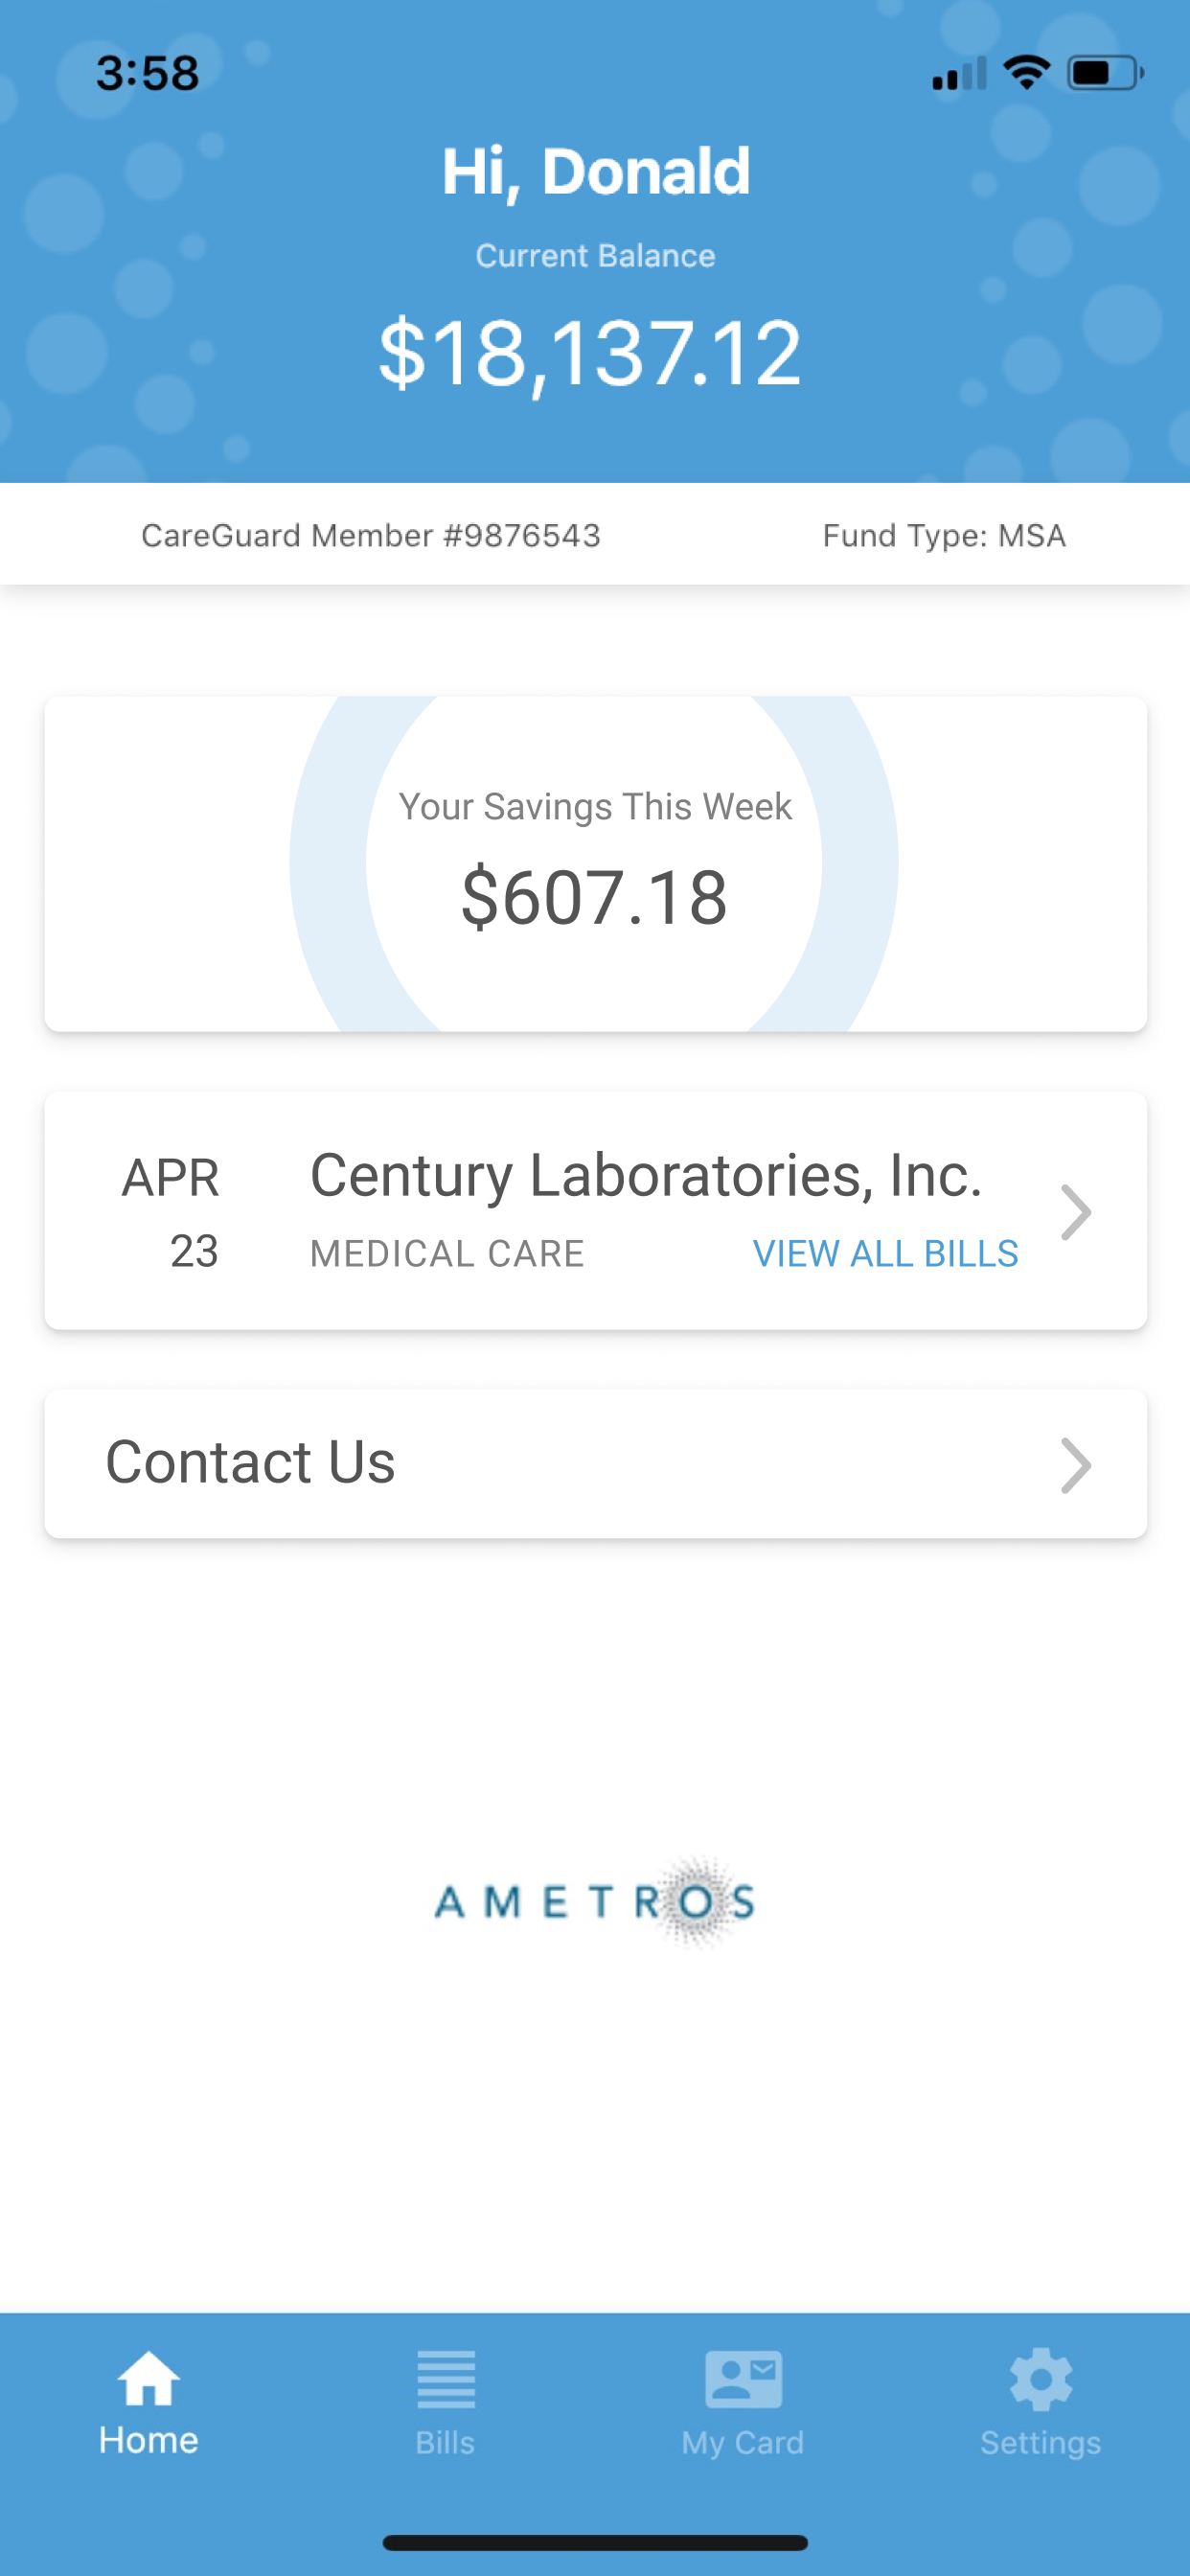 3:58
Hi, Donald
Current Balance
$18,137.12
CareGuard Member #9876543 Fund Type: MSA
Your Savings This Week
$607.18
APR Century Laboratories, Inc.
23 MEDICAL CARE VIEW ALL BILLS
Contact Us
AMETROS
Home Bills My Card Settings